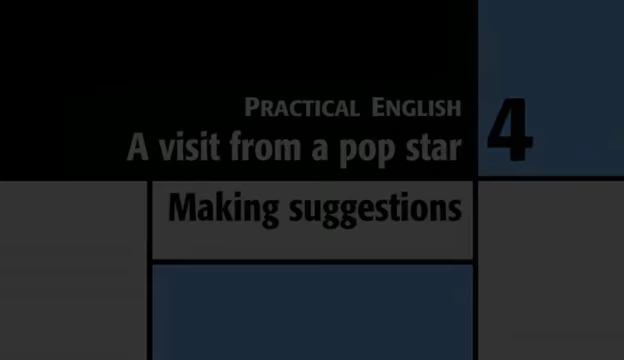 PRACTICAL ENGLISH
A visit from a pop star
4
Making suggestions